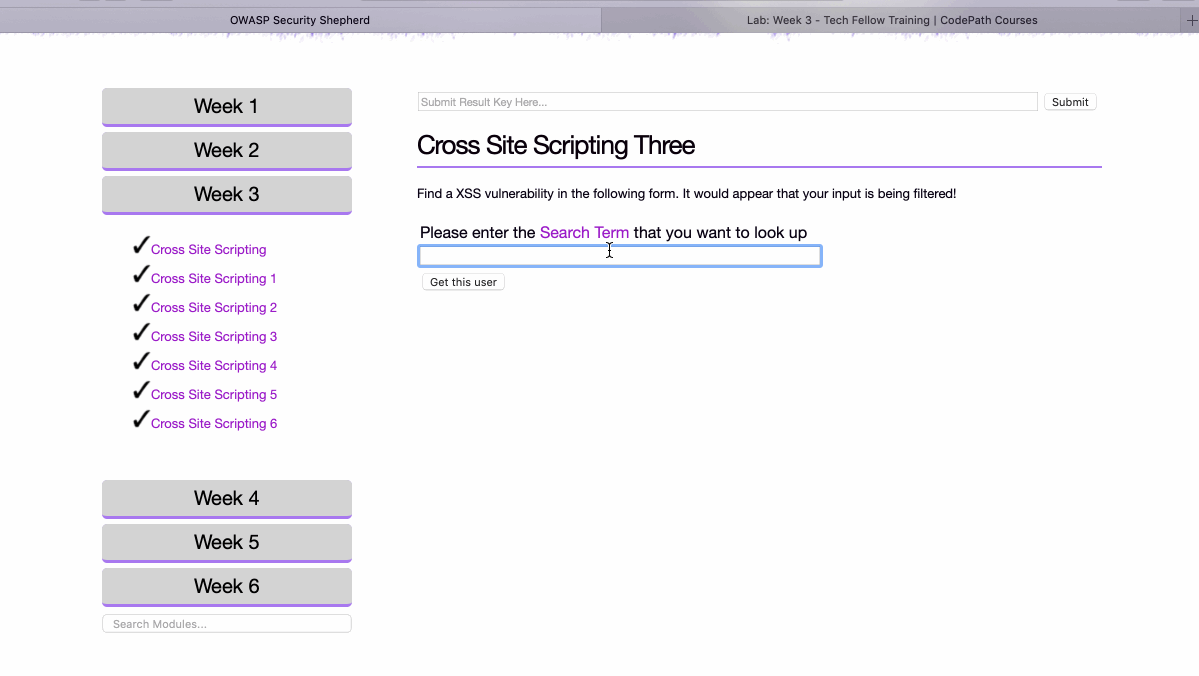 OWASP Security Shepherd
Lab: Week 3 - Tech Fellow Training | CodePath Courses
Week 1
Week 2
Week 3
Cross Site Scripting
Cross Site Scripting 1
Cross Site Scripting 2
Cross Site Scripting 3
Cross Site Scripting 4
Cross Site Scripting 5
Cross Site Scripting 6
Week 4
Week 5
Week 6
Search Modules...
Submit Result Key Here...
Submit
Cross Site Scripting Three
Find a XSS vulnerability in the following form. It would appear that your input is being filtered!
Please enter the Search Term that you want to look up
Get this user